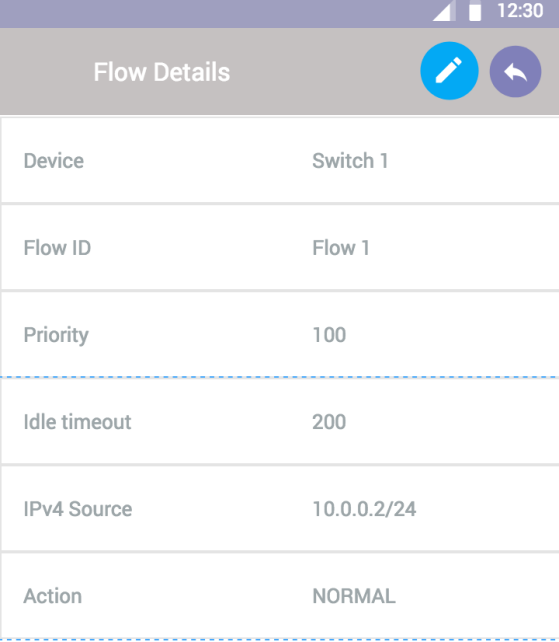 12:30
Flow Details
Device Switch 1
Flow ID Flow 1
Priority 100
Idle timeout 200
IPv4 Source 10.0.0.2/24
Action NORMAL